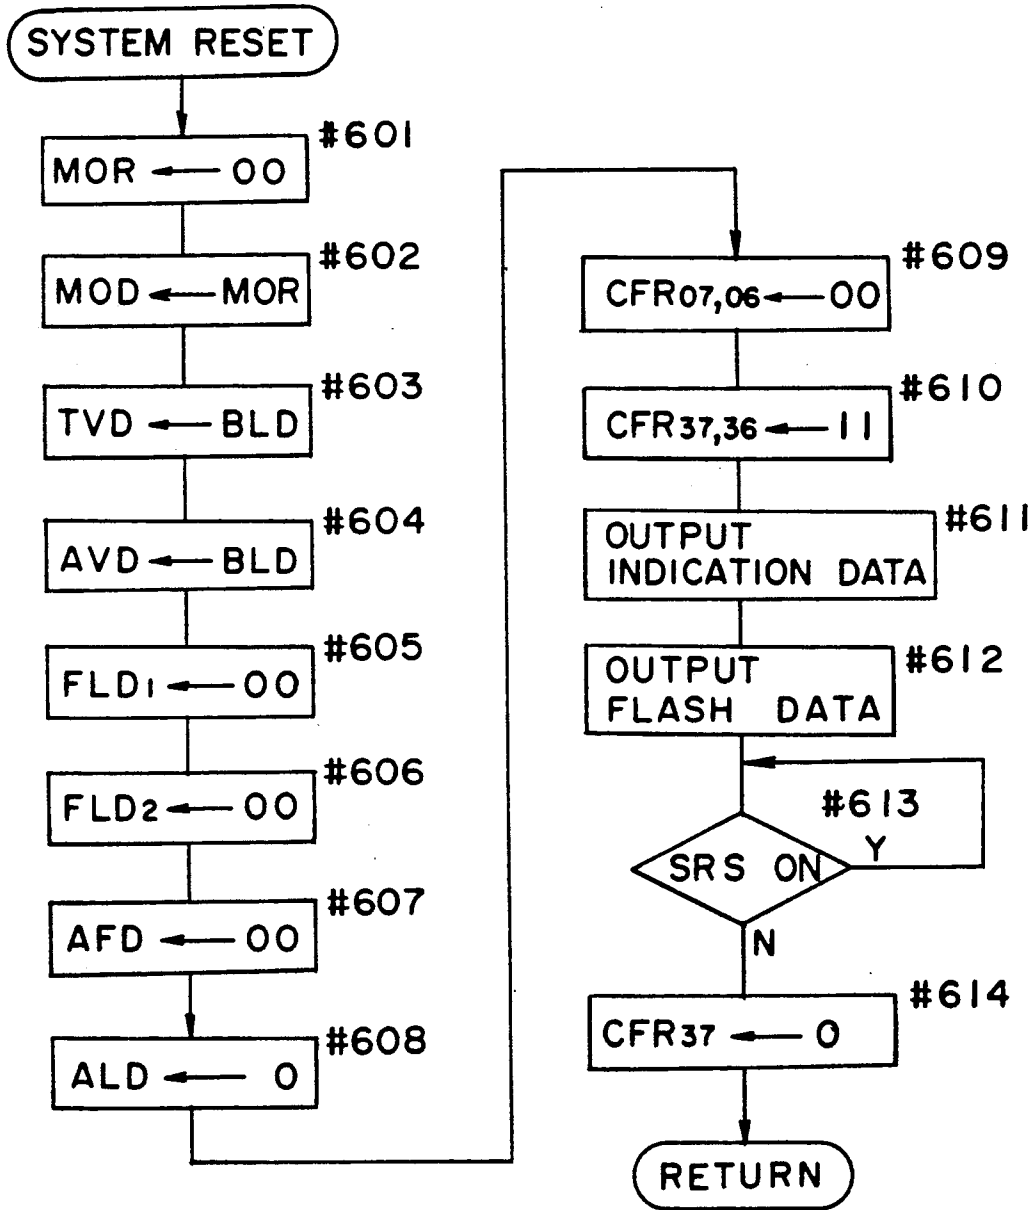 SYSTEM RESET
#601
MOR ← 00
#602
MOD ← MOR
#603
TVD ← BLD
#604
AVD ← BLD
#605
FLD1 ← 00
#606
FLD2 ← 00
#607
AFD ← 00
#608
ALD ← 0
#609
CFR07,06 ← 00
#610
CFR37,36 ← 11
#611
OUTPUT
INDICATION DATA
#612
OUTPUT
FLASH DATA
#613
SRS ON
Y
N
#614
CFR37 ← 0
RETURN